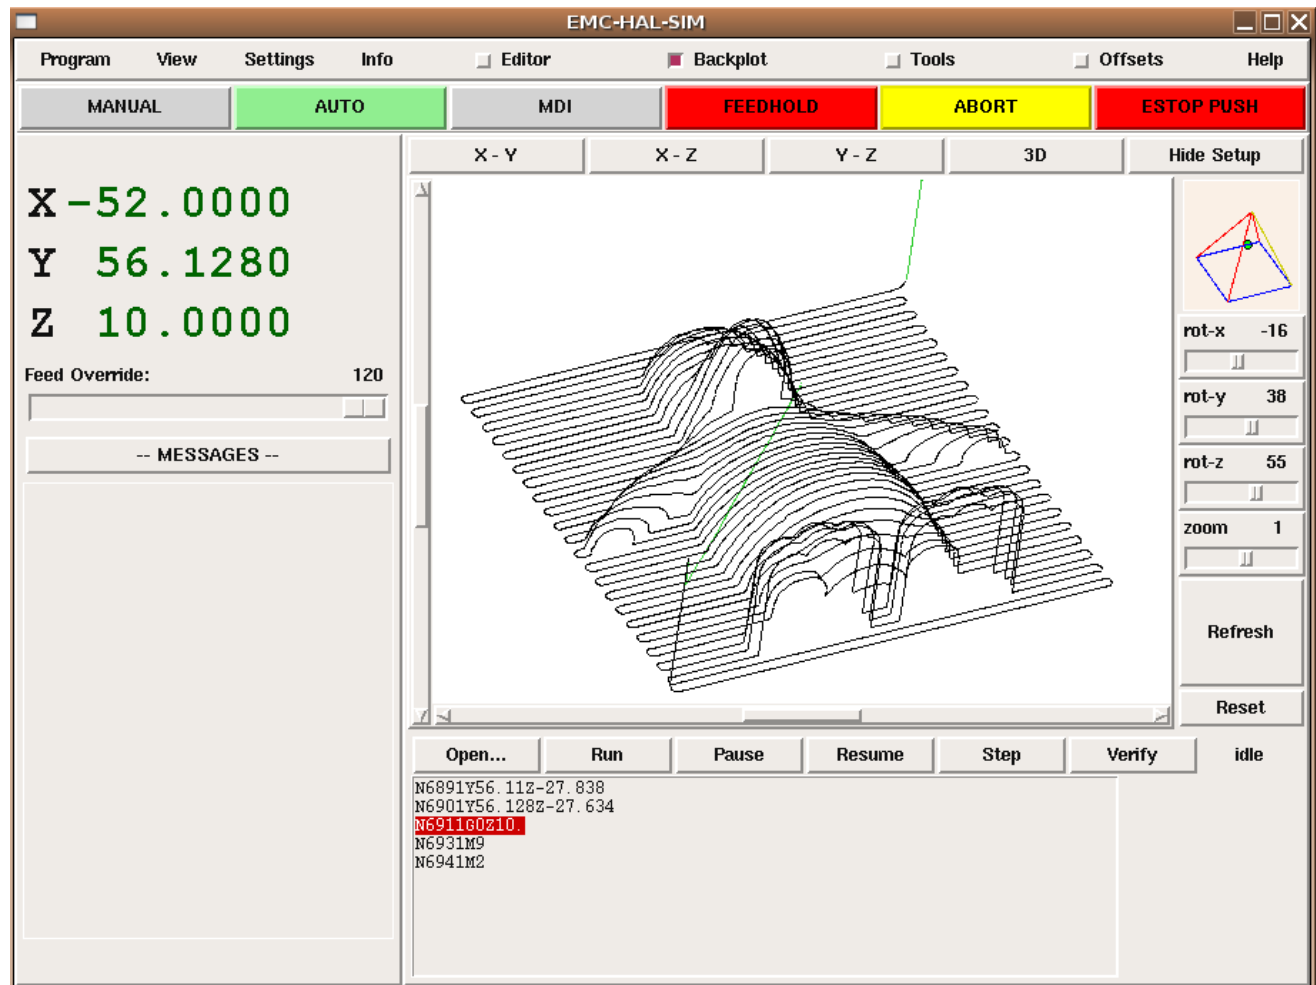 EMC-HAL-SIM
Program View Settings Info Editor Backplot Tools Offsets Help
MANUAL AUTO MDI FEEDHOLD ABORT ESTOP PUSH
X - Y X - Z Y - Z 3D Hide Setup
X -52.0000
Y 56.1280
Z 10.0000
Feed Override: 120
-- MESSAGES --
rot-x -16
rot-y 38
rot-z 55
zoom 1
Refresh
Reset
Open... Run Pause Resume Step Verify idle
N6891Y56.11Z-27.838
N6901Y56.128Z-27.634
N6911G0Z10.
N6931M9
N6941M2